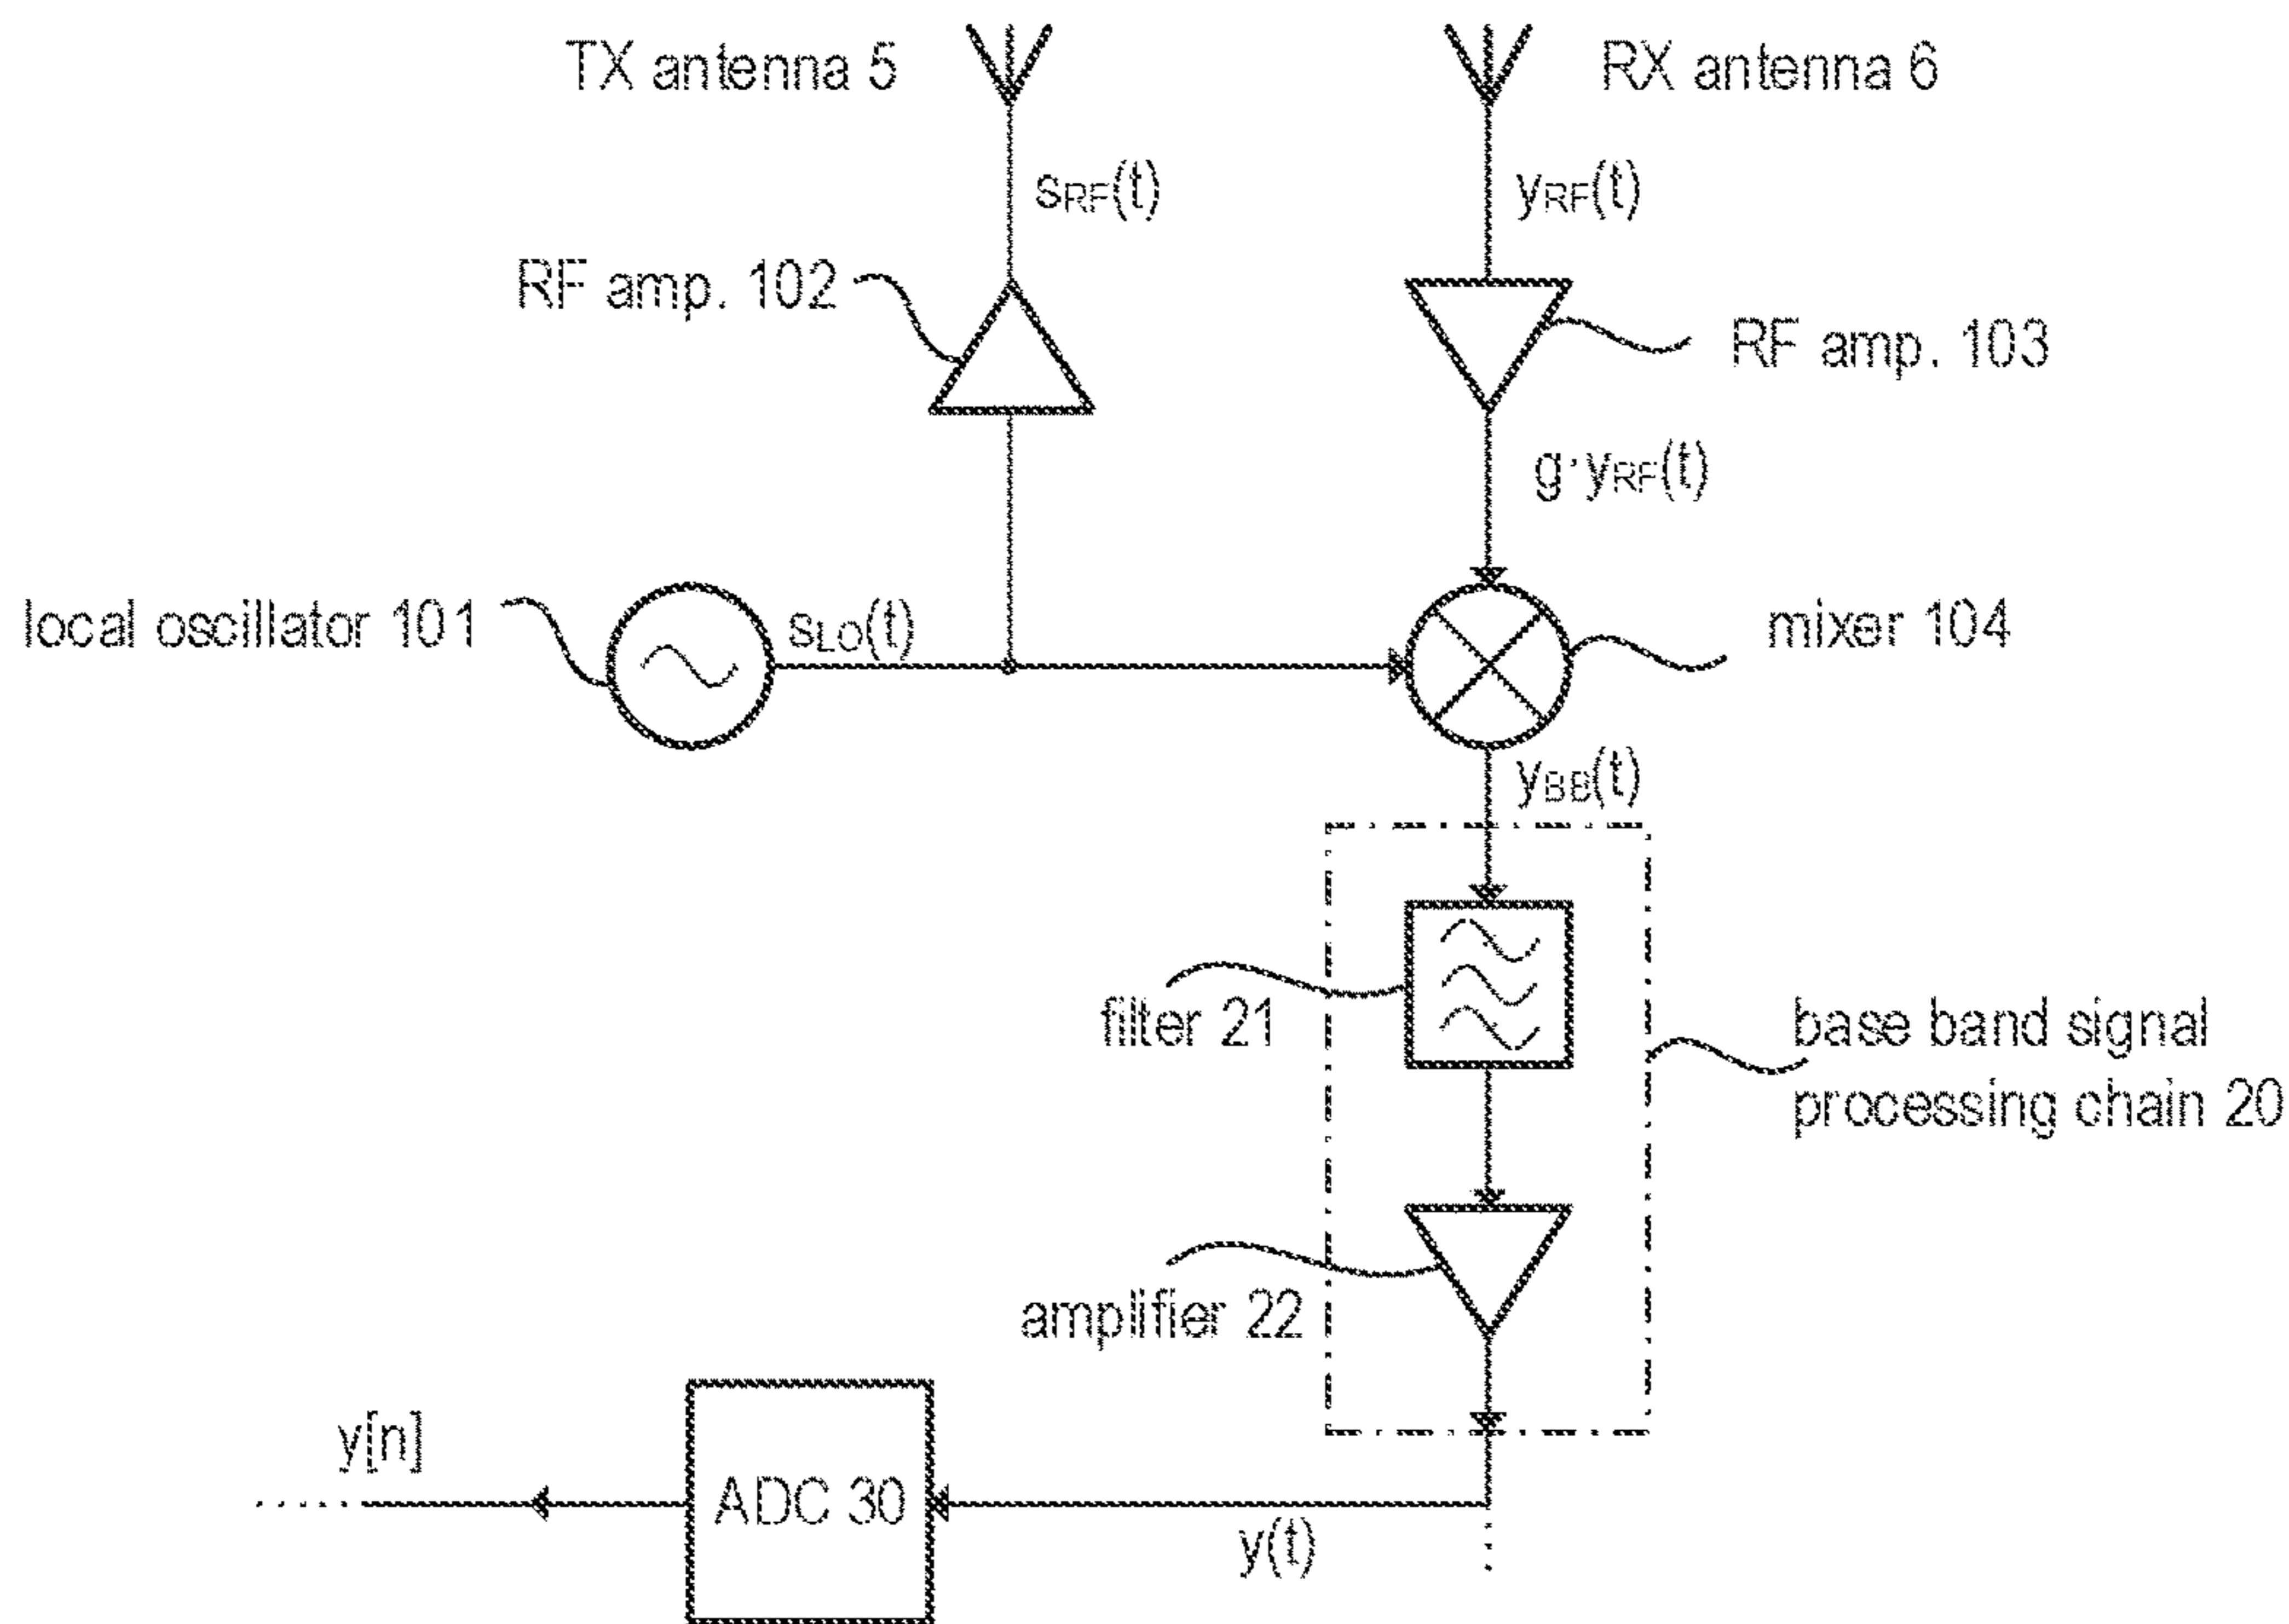 TX antenna 5
RX antenna 6
sRF(t)
yRF(t)
RF amp. 102
RF amp. 103
g·yRF(t)
local oscillator 101
sLO(t)
mixer 104
yBB(t)
filter 21
base band signal
processing chain 20
amplifier 22
y[n]
ADC 30
y(t)